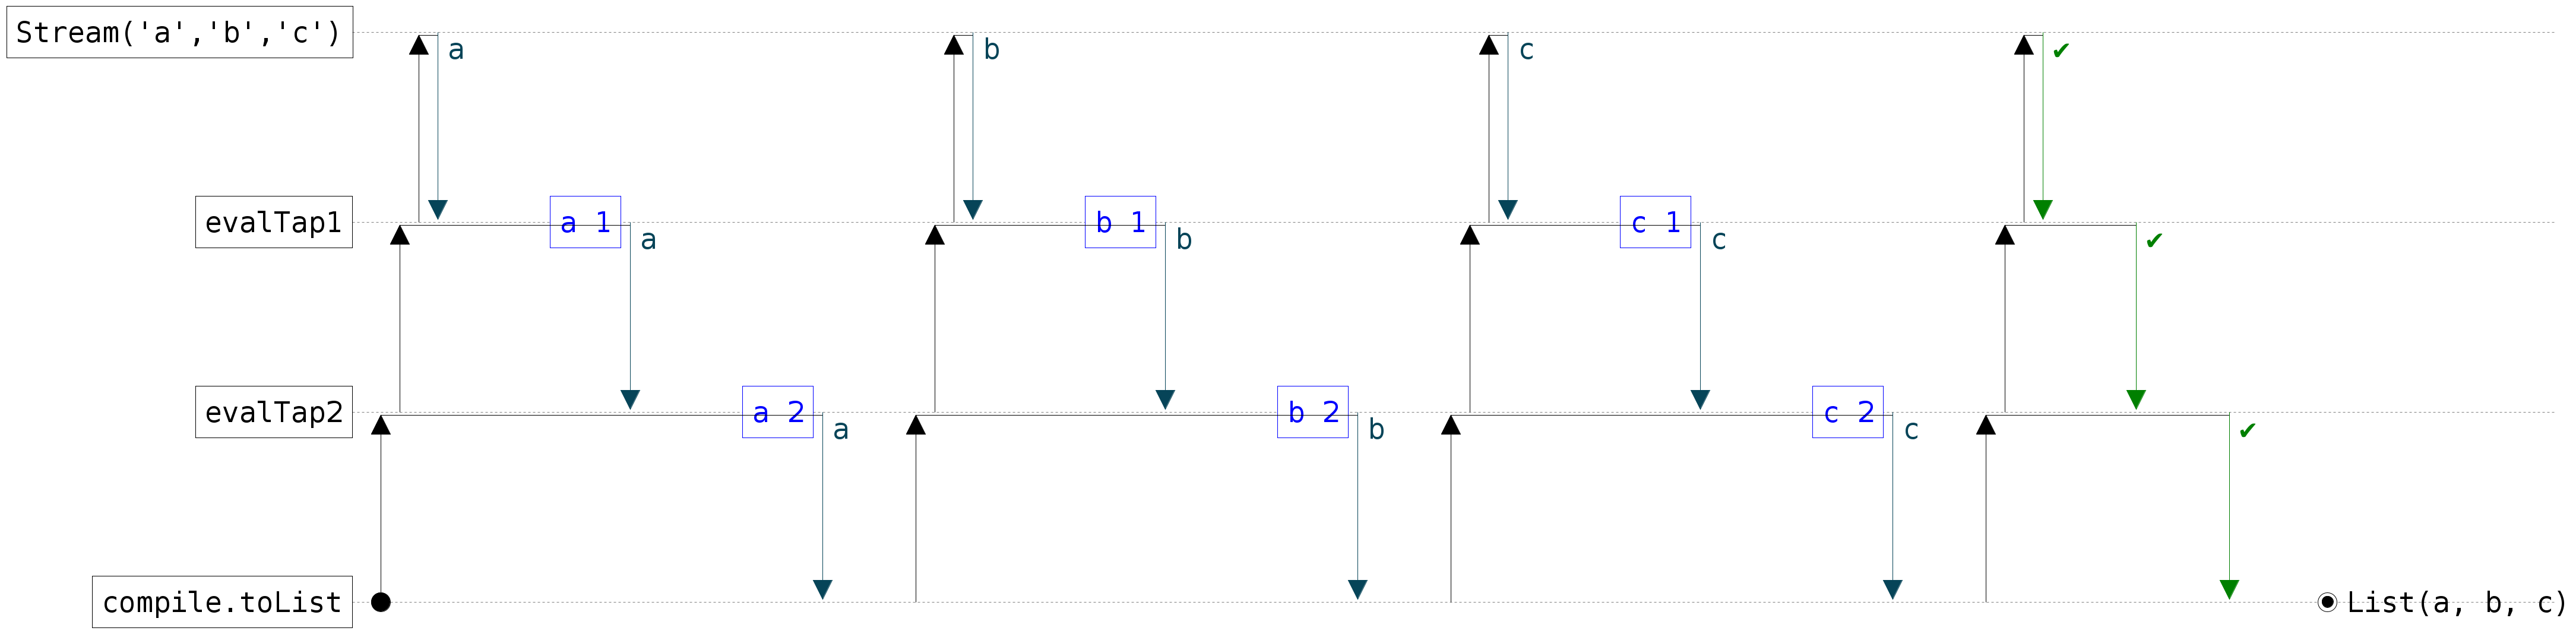 Stream('a','b','c')
a
b
c
✔
evalTap1
a 1
a
b 1
b
c 1
c
✔
evalTap2
a 2
a
b 2
b
c 2
c
✔
compile.toList
List(a, b, c)